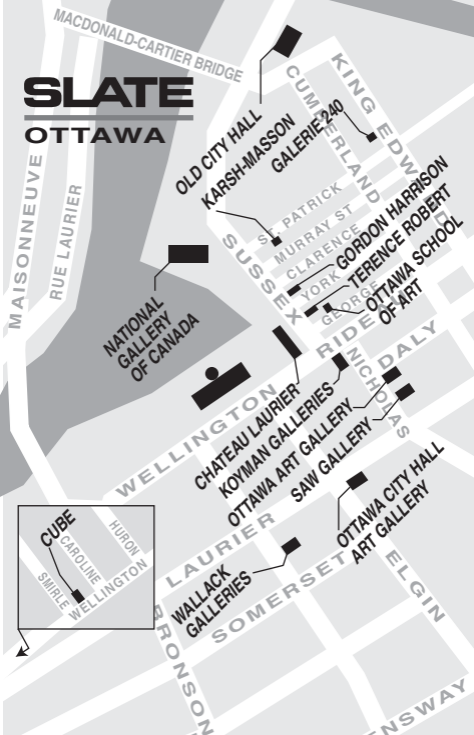 MACDONALD-CARTIER BRIDGE
SLATE
OTTAWA
MAISONNEUVE
RUE LAURIER
OLD CITY HALL
KARSH-MASSON
GALERIE 240
CUMBERLAND
KING EDWARD
ST. PATRICK
MURRAY ST
CLARENCE
YORK
GEORGE
SUSSEX
GORDON HARRISON
TERENCE ROBERT
OTTAWA SCHOOL
OF ART
NATIONAL
GALLERY
OF CANADA
RIDEAU
DALY
NICHOLAS
WELLINGTON
CHATEAU LAURIER
KOYMAN GALLERIES
OTTAWA ART GALLERY
SAW GALLERY
OTTAWA CITY HALL
ART GALLERY
LAURIER
WALLACK
GALLERIES
SOMERSET
ELGIN
BRONSON
CUBE
HURON
CAROLINE
SMIRLE
WELLINGTON
ENSWAY